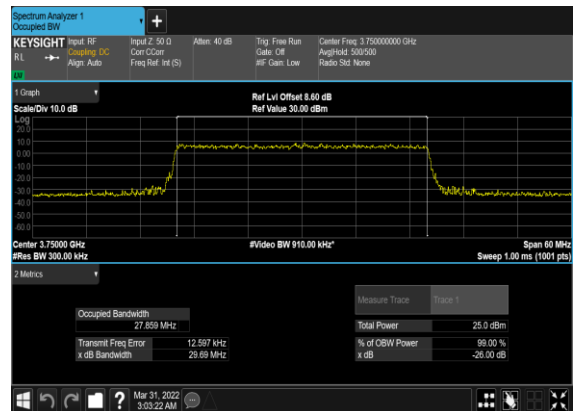 Spectrum Analyzer 1
Occupied BW
KEYSIGHT Input: RF Input Z: 50 Ω Atten: 40 dB Trig: Free Run Center Freq: 3.750000000 GHz
RL Coupling: DC Corr CCorr Gate: Off Avg|Hold: 500/500
Align: Auto Freq Ref: Int (S) #IF Gain: Low Radio Std: None
1 Graph
Ref Lvl Offset 8.60 dB
Scale/Div 10.0 dB Ref Value 30.00 dBm
Log
20.0
10.0
0.00
-10.0
-20.0
-30.0
-40.0
-50.0
-60.0
Center 3.75000 GHz #Video BW 910.00 kHz* Span 60 MHz
#Res BW 300.00 kHz Sweep 1.00 ms (1001 pts)
2 Metrics
Measure Trace Trace 1
Occupied Bandwidth
27.859 MHz Total Power 25.0 dBm
Transmit Freq Error 12.597 kHz % of OBW Power 99.00 %
x dB Bandwidth 29.69 MHz x dB -26.00 dB
Mar 31, 2022
3:03:22 AM